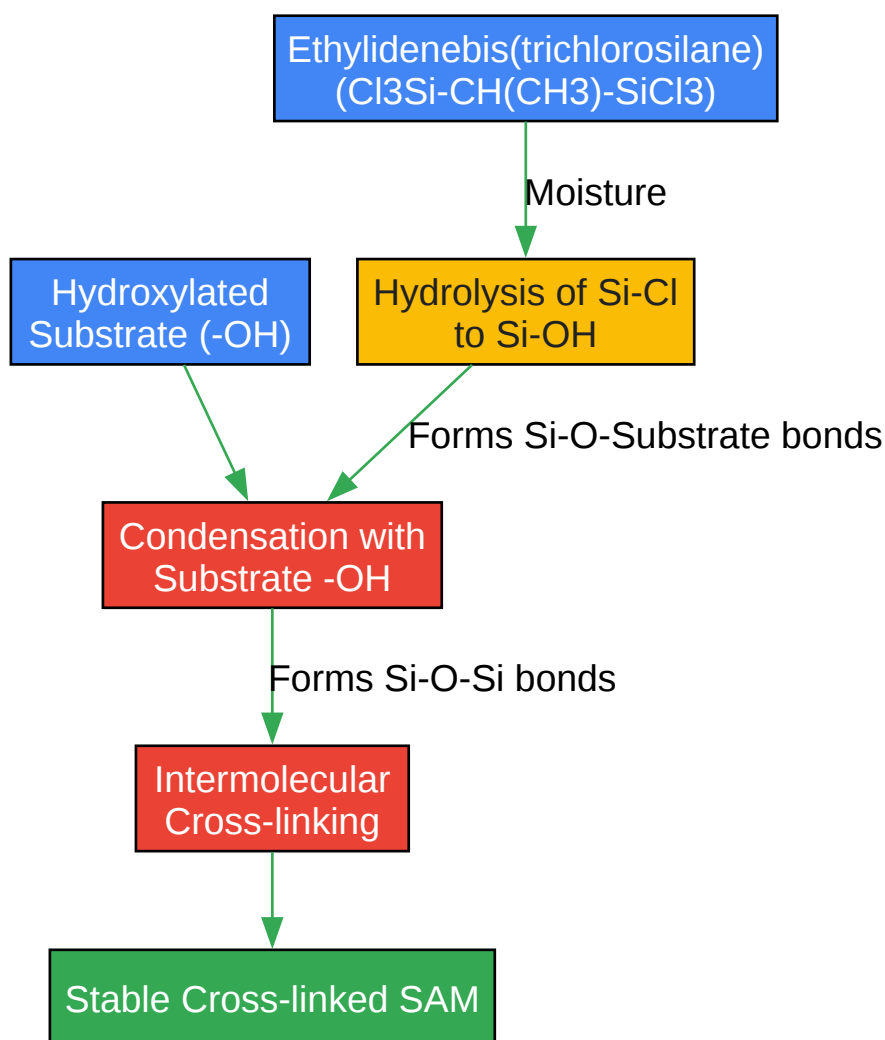 Ethylidenebis(trichlorosilane)
(Cl3Si-CH(CH3)-SiCl3)
Moisture
Hydroxylated
Substrate (-OH)
Hydrolysis of Si-Cl
to Si-OH
Forms Si-O-Substrate bonds
Condensation with
Substrate -OH
Forms Si-O-Si bonds
Intermolecular
Cross-linking
Stable Cross-linked SAM